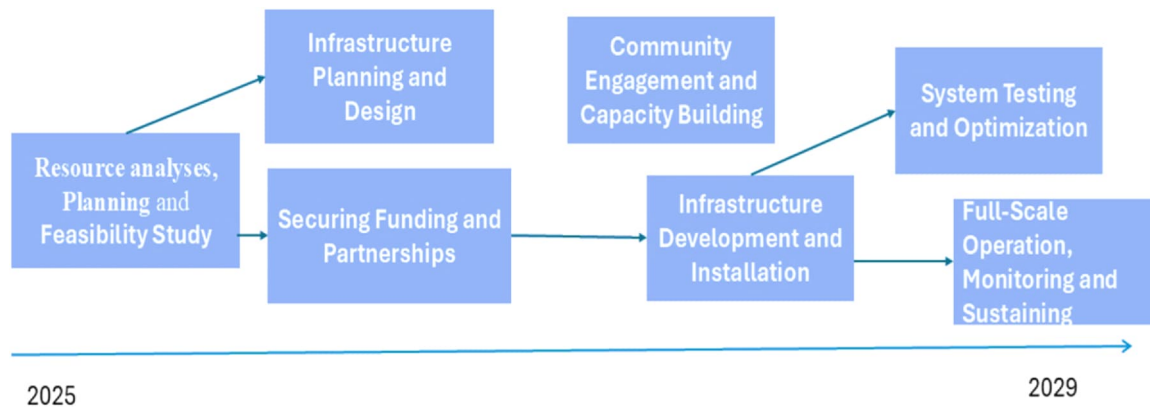 Infrastructure
Planning and
Design
Community
Engagement and
Capacity Building
System Testing
and Optimization
Resource analyses,
Planning and
Feasibility Study
Securing Funding and
Partnerships
Infrastructure
Development and
Installation
Full-Scale
Operation,
Monitoring and
Sustaining
2025
2029